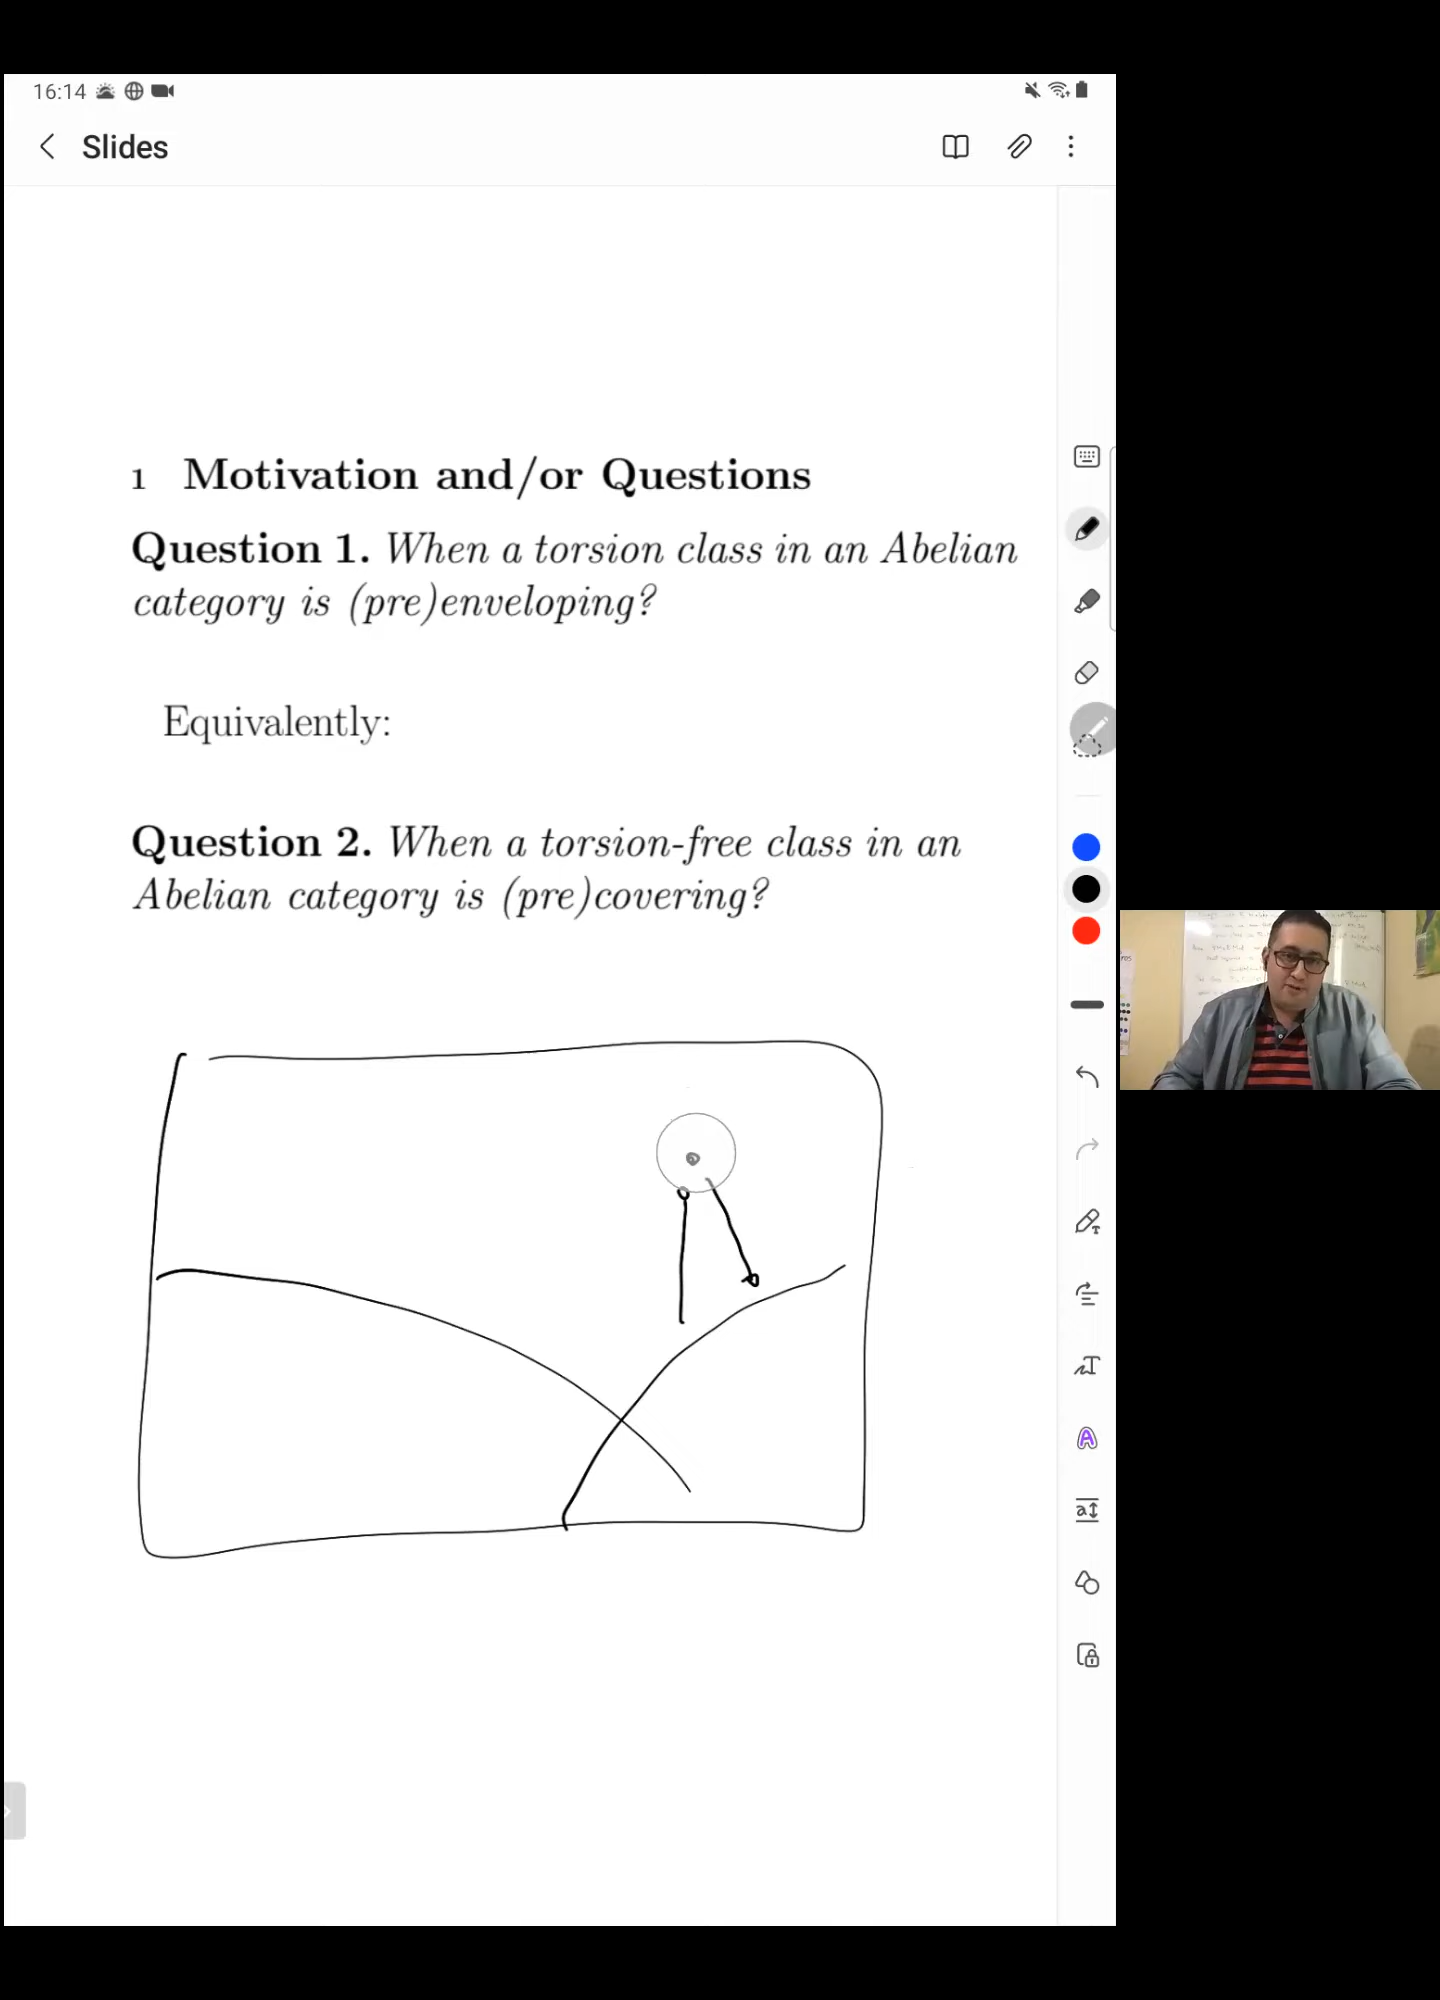 16:14
Slides
1 Motivation and/or Questions
Question 1. When a torsion class in an Abelian
category is (pre)enveloping?
Equivalently:
Question 2. When a torsion-free class in an
Abelian category is (pre)covering?